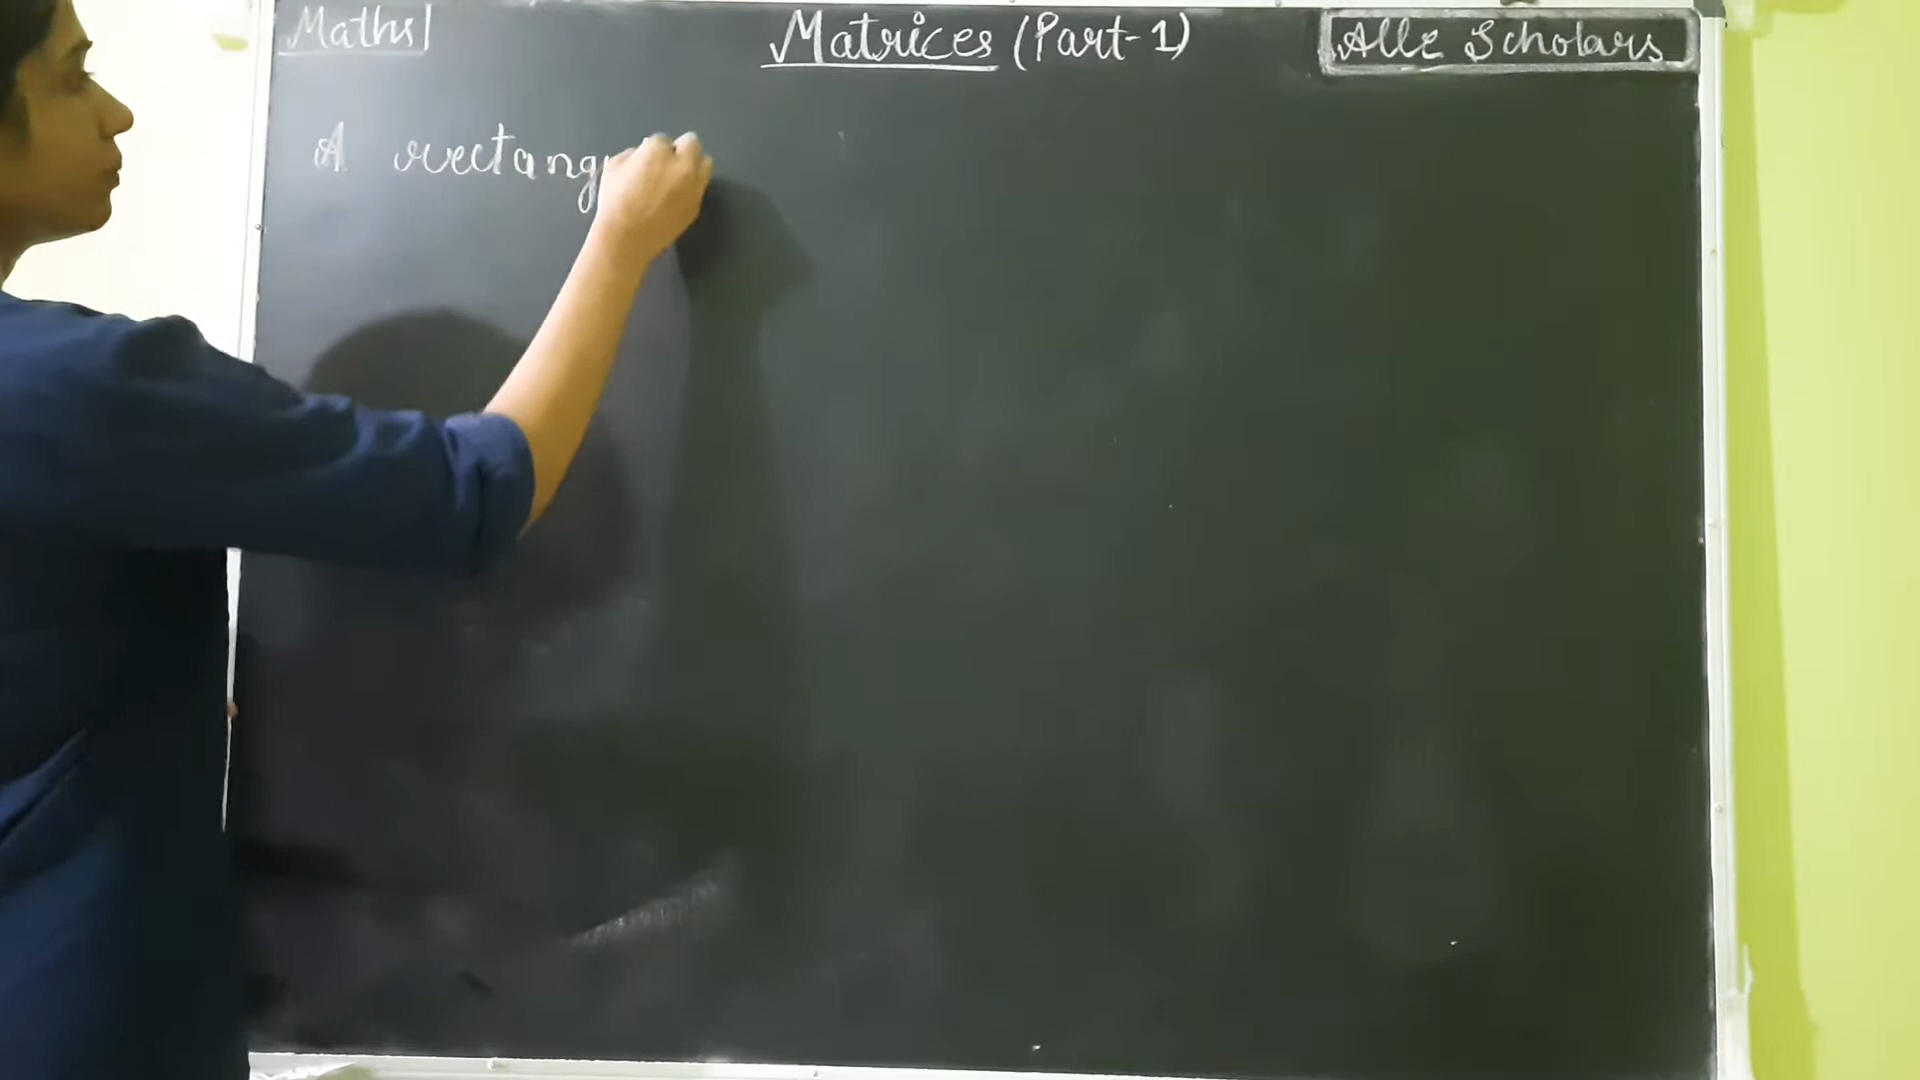 Maths
Matrices (Part-1)
Alle Scholars
A rectang